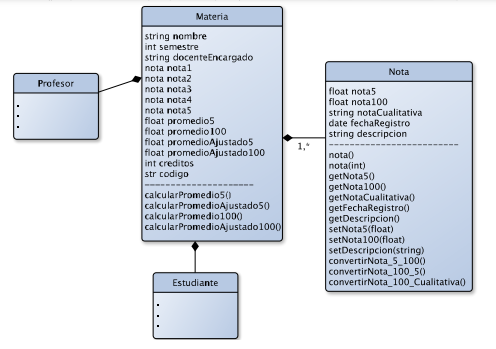 Materia
string nombre
int semestre
string docenteEncargado
nota nota1
nota nota2
nota nota3
nota nota4
nota nota5
float promedio5
float promedio100
float promedioAjustado5
float promedioAjustado100
int creditos
str codigo
----------------------
calcularPromedio5()
calcularPromedioAjustado5()
calcularPromedio100()
calcularPromedioAjustado100()
Profesor
.
.
.
Nota
float nota5
float nota100
string notaCualitativa
date fechaRegistro
string descripcion
--------------------------
nota()
nota(int)
getNota5()
getNota100()
getNotaCualitativa()
getFechaRegistro()
getDescripcion()
setNota5(float)
setNota100(float)
setDescripcion(string)
convertirNota_5_100()
convertirNota_100_5()
convertirNota_100_Cualitativa()
1,*
Estudiante
.
.
.